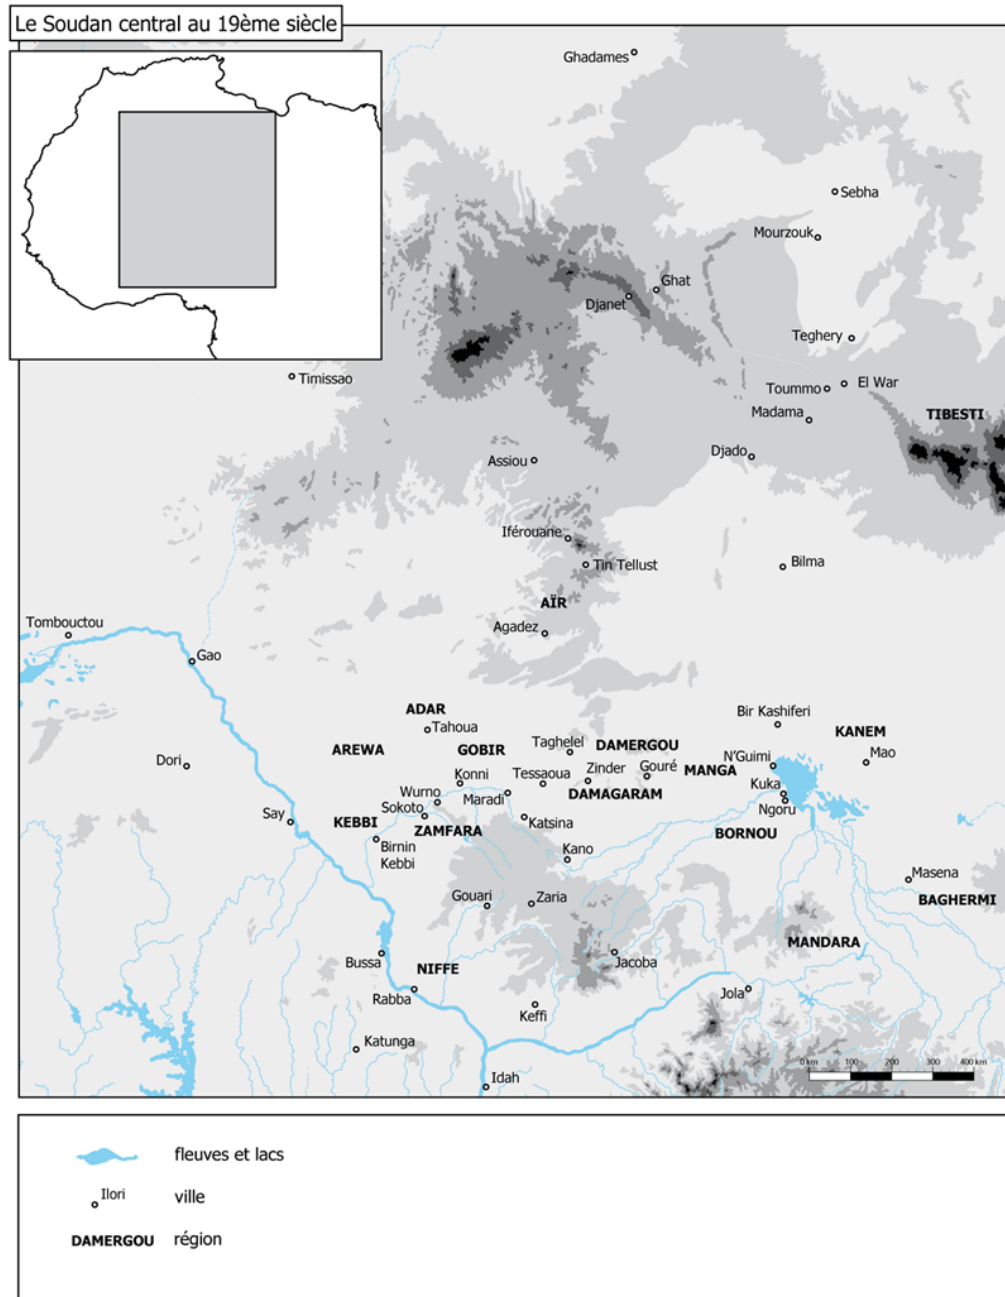 Le Soudan central au 19ème siècle
Ghadames
Sebha
Mourzouk
Ghat
Djanet
Teghery
Timissao
Toummo
El War
Madama
TIBESTI
Djado
Assiou
Iférouane
Tin Tellust
Bilma
AÏR
Agadez
Tombouctou
Gao
ADAR
Tahoua
Bir Kashiferi
KANEM
AREWA
GOBIR
Taghelel
DAMERGOU
Dori
N'Guimi
Mao
Konni
Tessaoua
Zinder
Gouré
MANGA
Wurno
Maradi
DAMAGARAM
Kuka
Sokoto
Ngoru
Say
KEBBI
ZAMFARA
Katsina
BORNOU
Birnin
Kebbi
Kano
Masena
Gouari
Zaria
BAGHERMI
MANDARA
Bussa
NIFFE
Jacoba
Rabba
Jola
Keffi
Katunga
0 km 100 200 300 400 km
Idah
fleuves et lacs
Ilori
ville
DAMERGOU
région